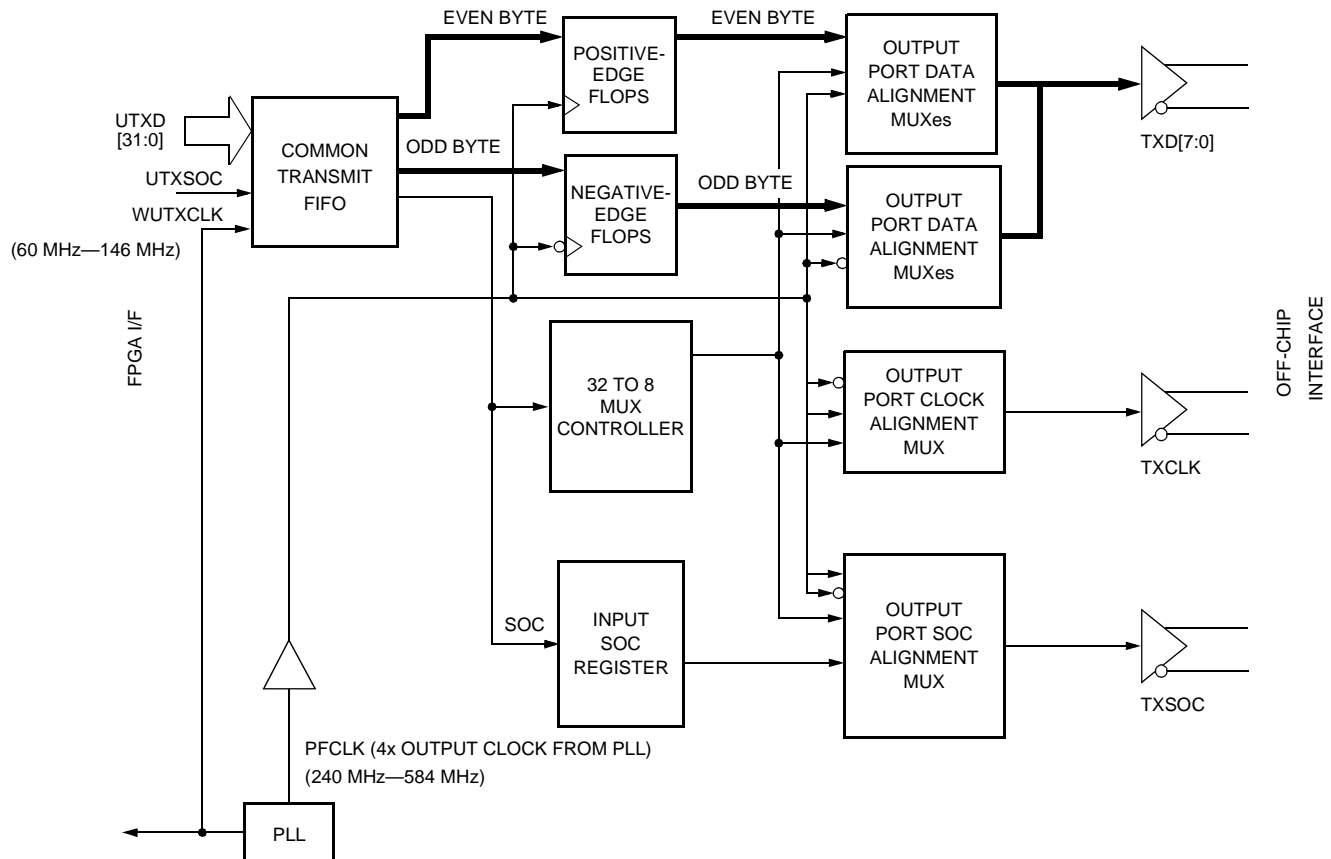 EVEN BYTE
EVEN BYTE
POSITIVE-
EDGE
FLOPS
OUTPUT
PORT DATA
ALIGNMENT
MUXes
UTXD
[31:0]
COMMON
TRANSMIT
FIFO
ODD BYTE
TXD[7:0]
UTXSOC
WUTXCLK
(60 MHz—146 MHz)
NEGATIVE-
EDGE
FLOPS
ODD BYTE
OUTPUT
PORT DATA
ALIGNMENT
MUXes
FPGA I/F
32 TO 8
MUX
CONTROLLER
OUTPUT
PORT CLOCK
ALIGNMENT
MUX
TXCLK
OFF-CHIP
INTERFACE
SOC
INPUT
SOC
REGISTER
OUTPUT
PORT SOC
ALIGNMENT
MUX
TXSOC
PFCLK (4x OUTPUT CLOCK FROM PLL)
(240 MHz—584 MHz)
PLL